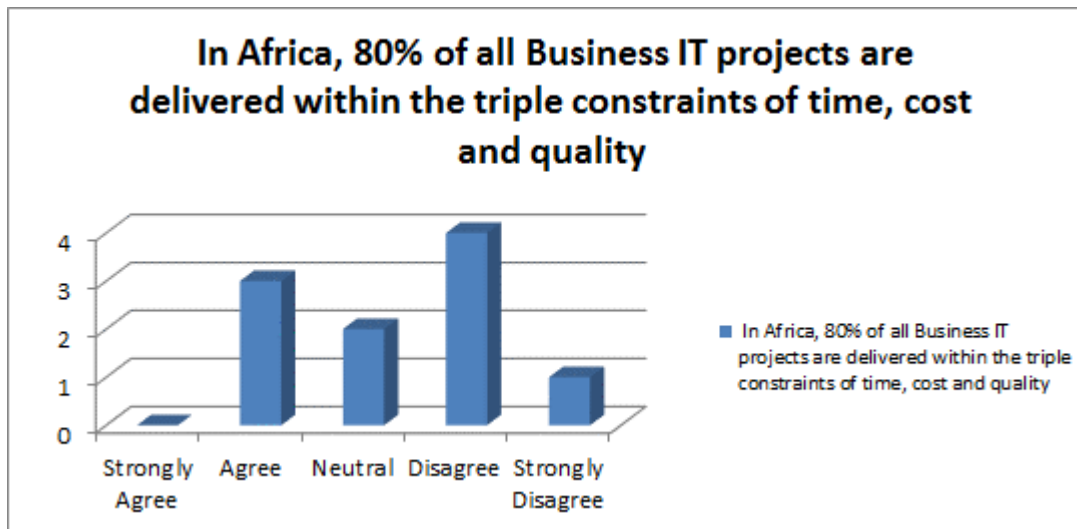 In Africa, 80% of all Business IT projects are
delivered within the triple constraints of time, cost
and quality
4
3
2
1
0
Strongly Agree
Agree
Neutral
Disagree
Strongly Disagree
In Africa, 80% of all Business IT
projects are delivered within the triple
constraints of time, cost and quality